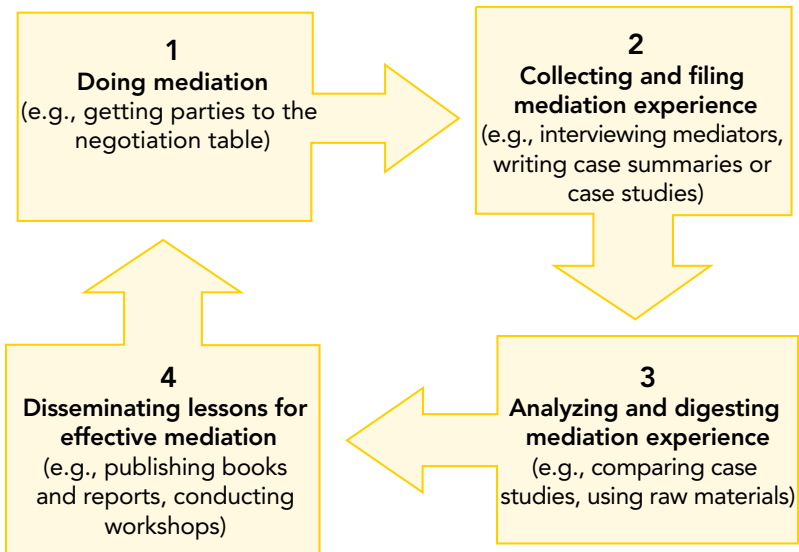 1
Doing mediation
(e.g., getting parties to the
negotiation table)
2
Collecting and filing
mediation experience
(e.g., interviewing mediators,
writing case summaries or
case studies)
3
Analyzing and digesting
mediation experience
(e.g., comparing case
studies, using raw materials)
4
Disseminating lessons for
effective mediation
(e.g., publishing books
and reports, conducting
workshops)